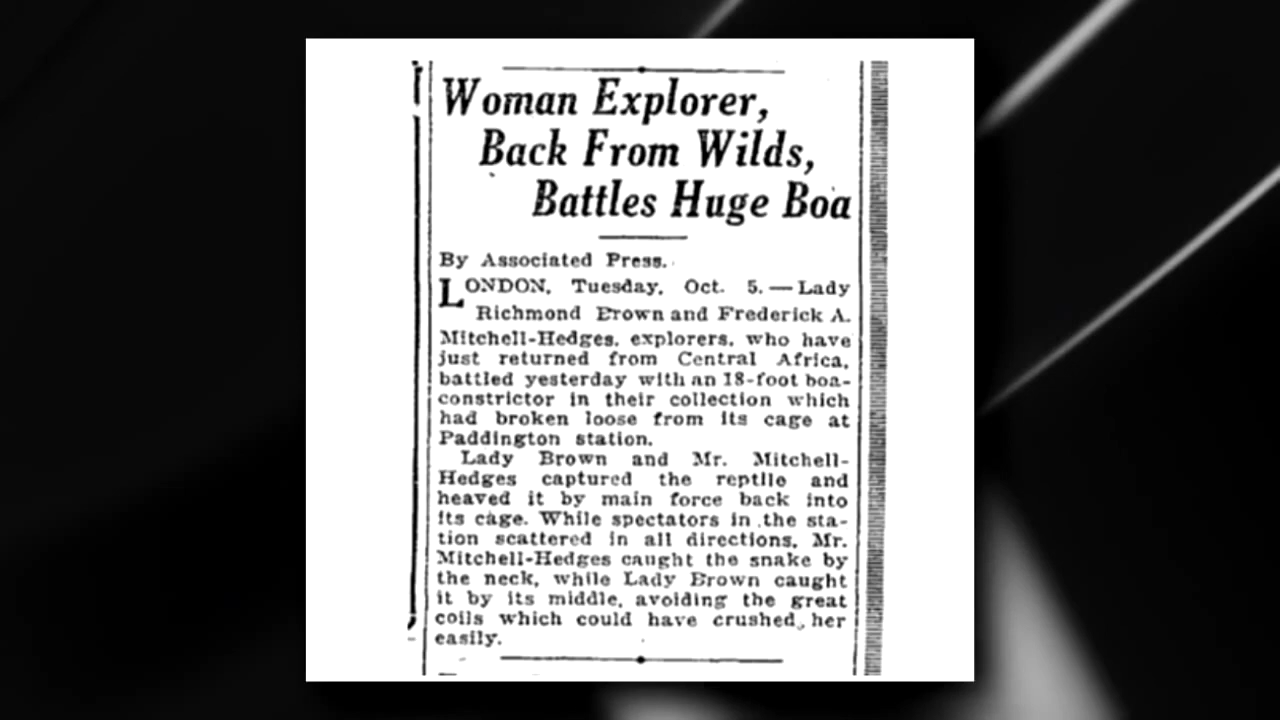 Woman Explorer,
Back From Wilds,
Battles Huge Boa
By Associated Press.
LONDON, Tuesday, Oct. 5.—Lady
Richmond Brown and Frederick A.
Mitchell-Hedges, explorers, who have
just returned from Central Africa,
battled yesterday with an 18-foot boa-
constrictor in their collection which
had broken loose from its cage at
Paddington station.
Lady Brown and Mr. Mitchell-
Hedges captured the reptile and
heaved it by main force back into
its cage. While spectators in the sta-
tion scattered in all directions, Mr.
Mitchell-Hedges caught the snake by
the neck, while Lady Brown caught
it by its middle, avoiding the great
coils which could have crushed her
easily.